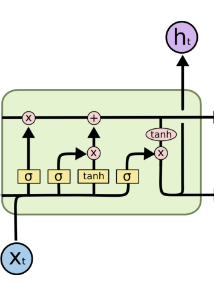 hₜ
x +
tanh
x x
σ σ tanh σ
Xₜ